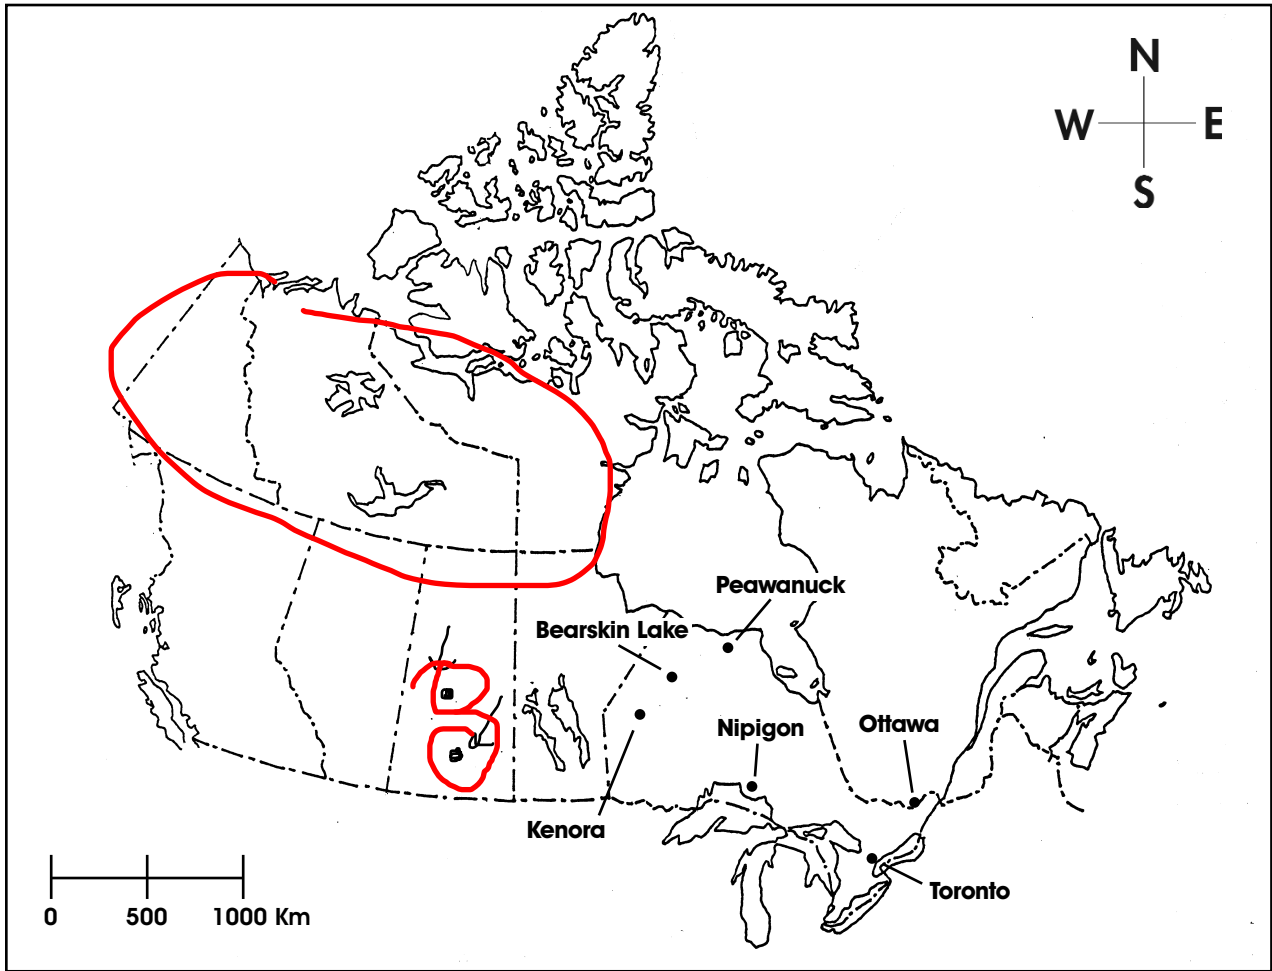 N
W E
S
Peawanuck
Bearskin Lake
Nipigon
Ottawa
Kenora
Toronto
0 500 1000 Km